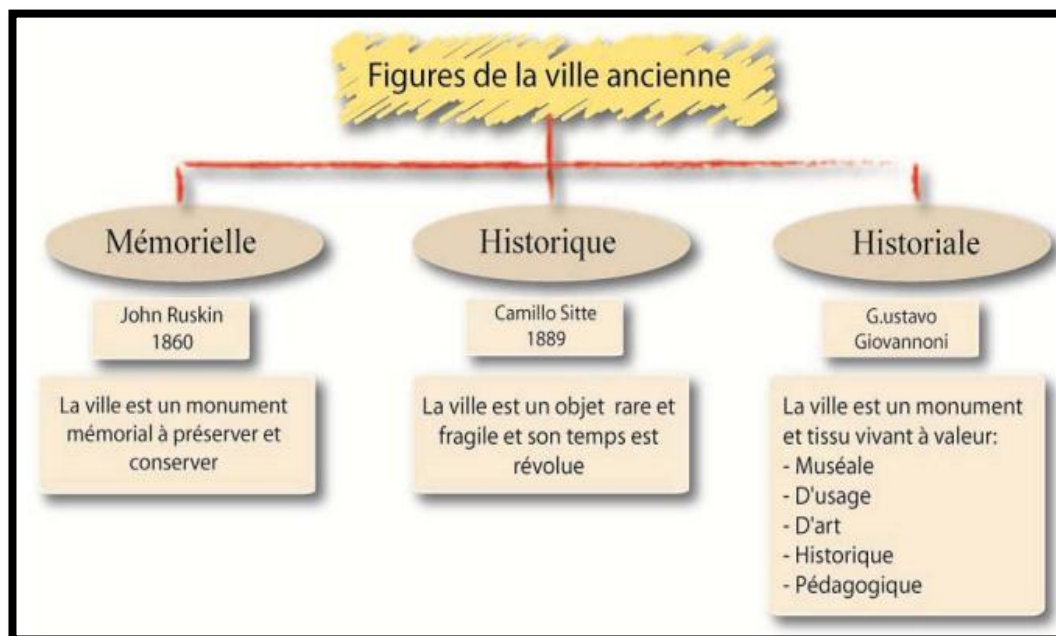 Figures de la ville ancienne
Mémorielle
John Ruskin
1860
La ville est un monument
mémorial à préserver et
conserver
Historique
Camillo Sitte
1889
La ville est un objet rare et
fragile et son temps est
révolue
Historiale
G.ustavo
Giovannoni
La ville est un monument
et tissu vivant à valeur:
- Muséale
- D'usage
- D'art
- Historique
- Pédagogique